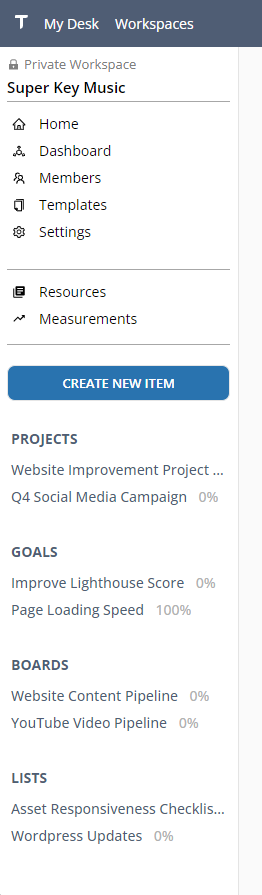 T My Desk Workspaces
Private Workspace
Super Key Music
Home
Dashboard
Members
Templates
Settings
Resources
Measurements
CREATE NEW ITEM
PROJECTS
Website Improvement Project ...
Q4 Social Media Campaign 0%
GOALS
Improve Lighthouse Score 0%
Page Loading Speed 100%
BOARDS
Website Content Pipeline 0%
YouTube Video Pipeline 0%
LISTS
Asset Responsiveness Checklis...
Wordpress Updates 0%